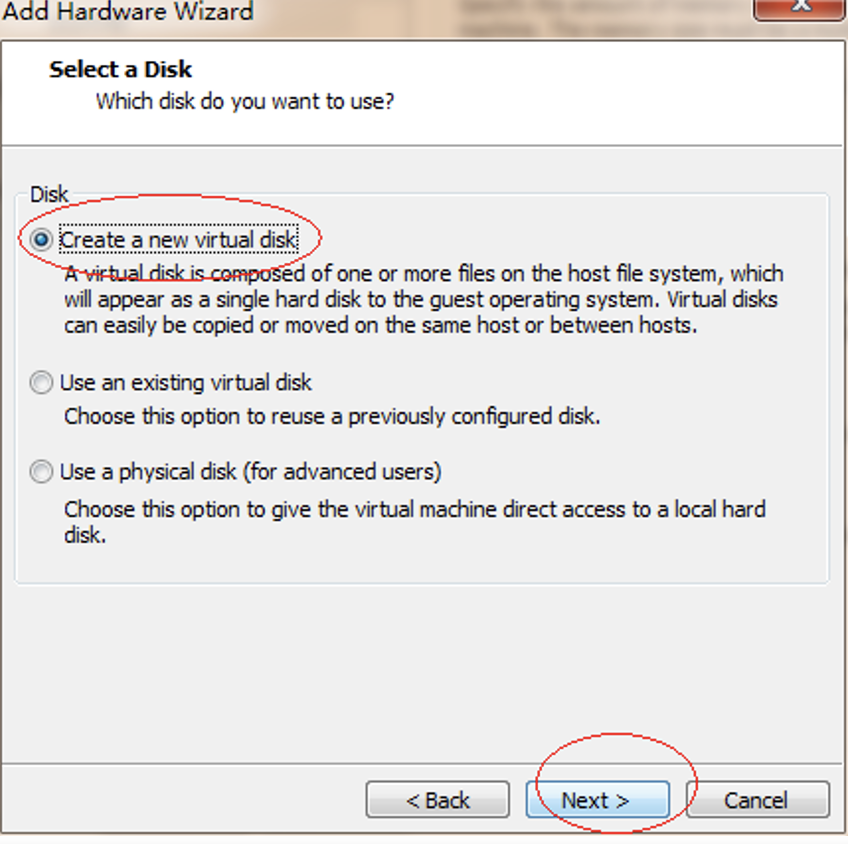 Add Hardware Wizard
Select a Disk
Which disk do you want to use?
Disk
Create a new virtual disk
A virtual disk is composed of one or more files on the host file system, which
will appear as a single hard disk to the guest operating system. Virtual disks
can easily be copied or moved on the same host or between hosts.
Use an existing virtual disk
Choose this option to reuse a previously configured disk.
Use a physical disk (for advanced users)
Choose this option to give the virtual machine direct access to a local hard
disk.
< Back
Next >
Cancel